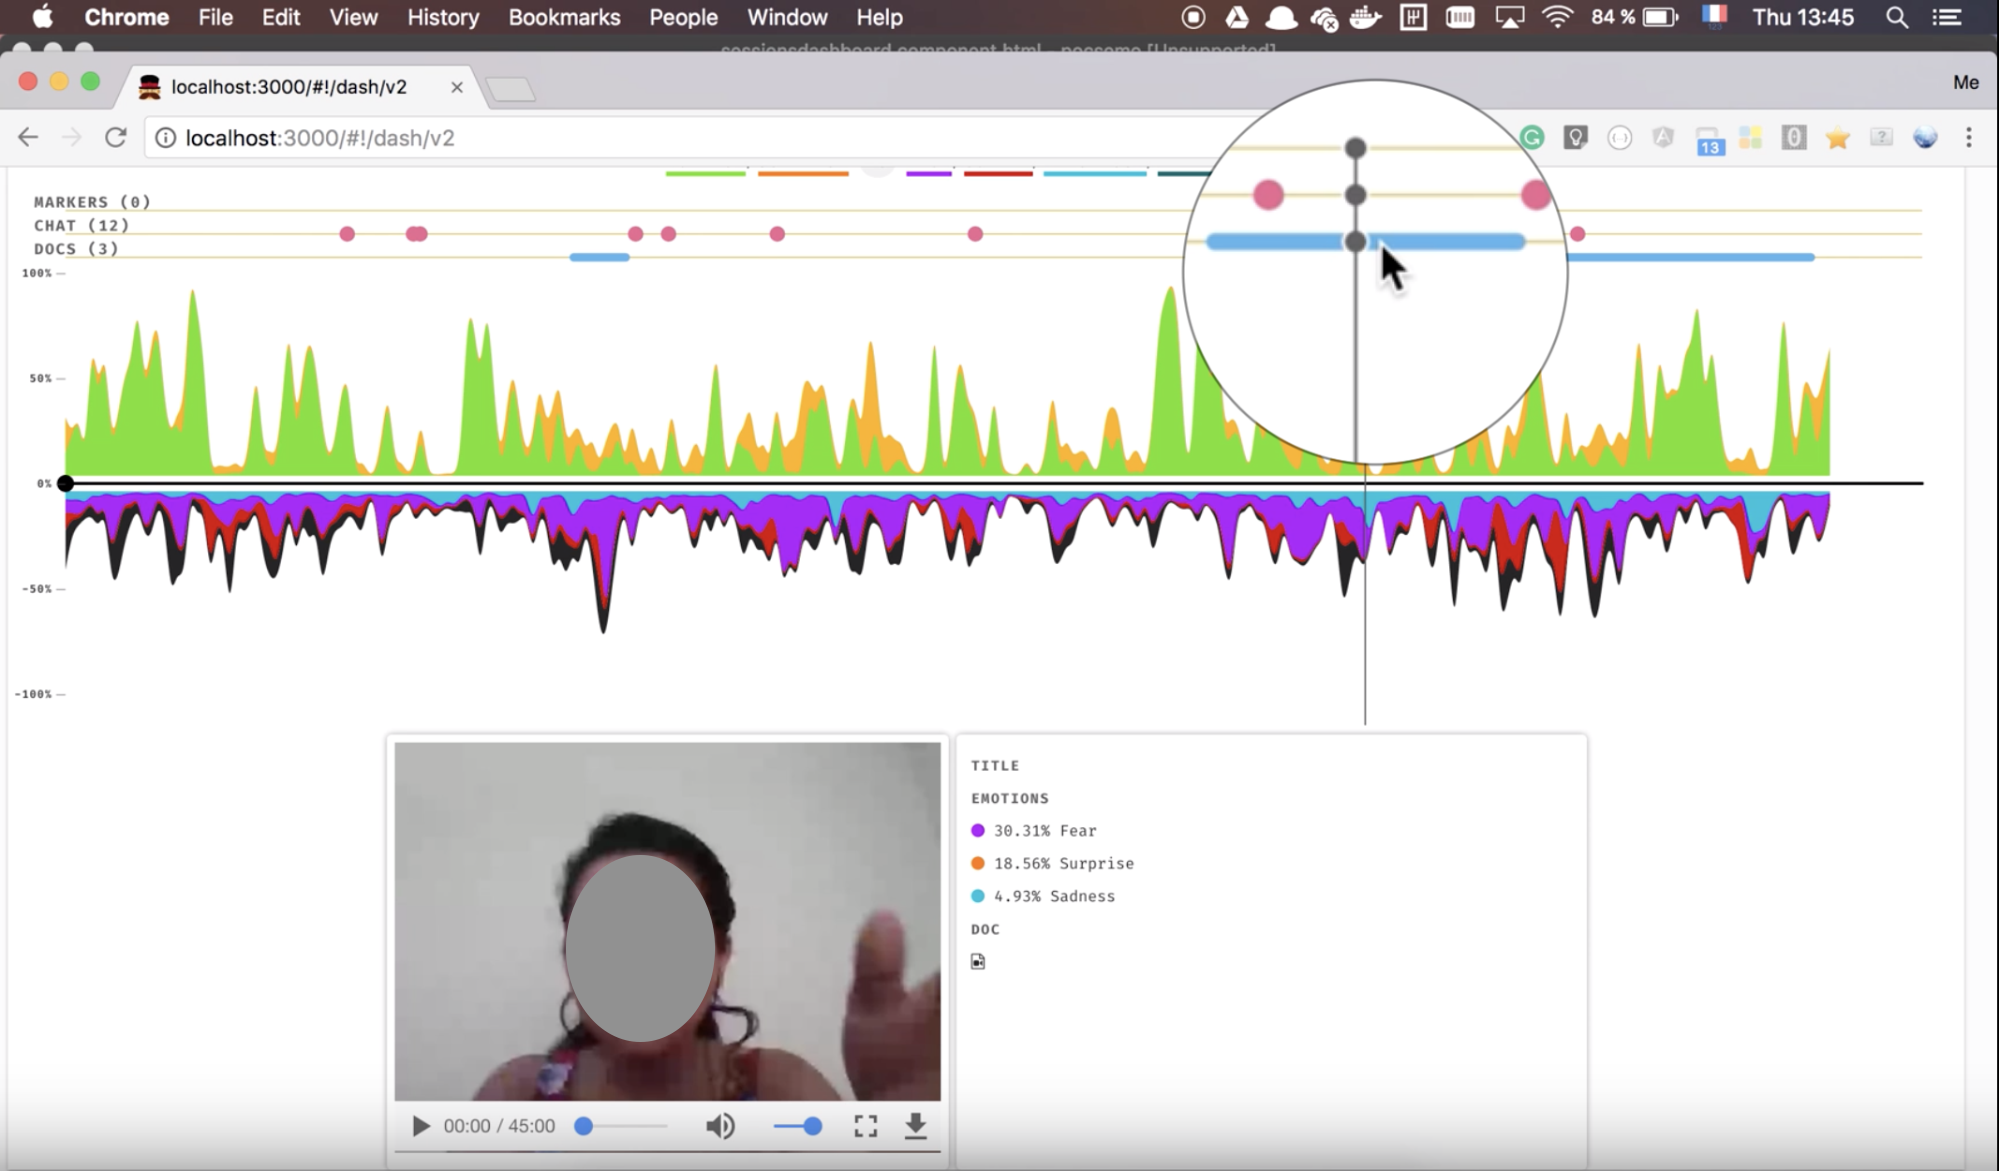 Chrome File Edit View History Bookmarks People Window Help 84 % Thu 13:45
sessionsdashboard.component.html - pocsomo [Unsupported]
localhost:3000/#!/dash/v2
Me
localhost:3000/#!/dash/v2
13
MARKERS (0)
CHAT (12)
DOCS (3)
100%
50%
0%
-50%
-100%
TITLE
EMOTIONS
30.31% Fear
18.56% Surprise
4.93% Sadness
DOC
00:00 / 45:00